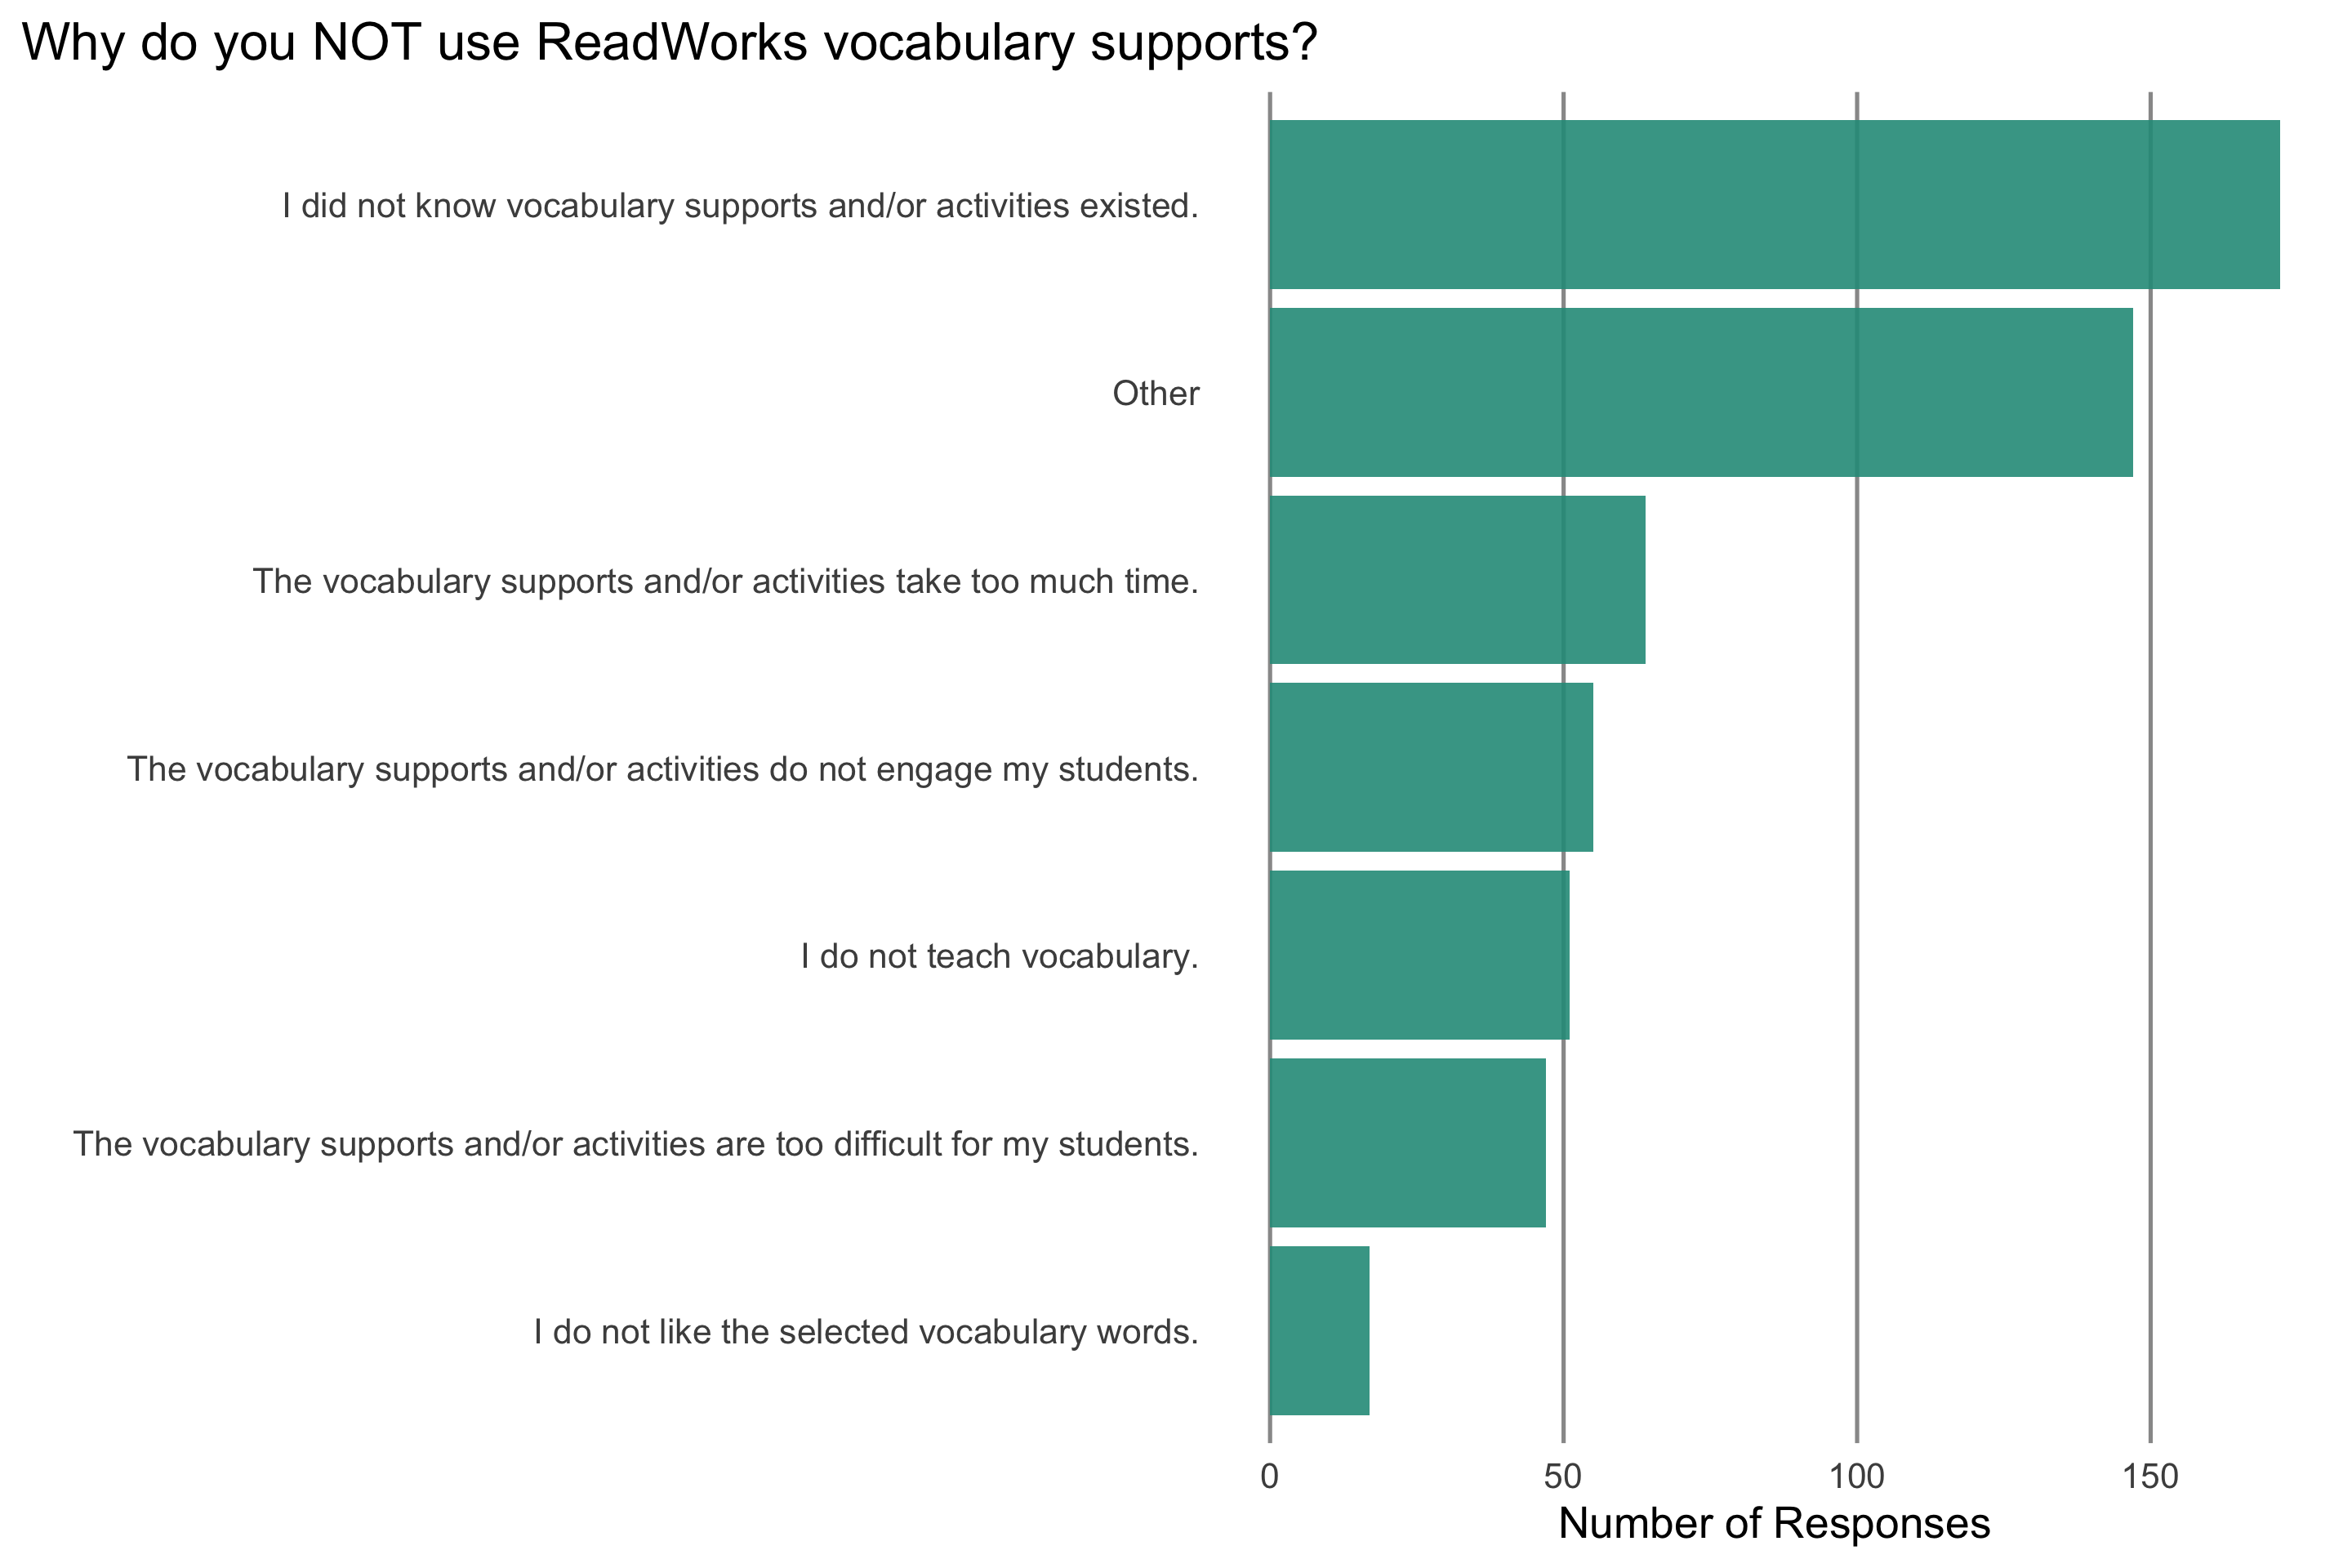 Why do you NOT use ReadWorks vocabulary supports?
I did not know vocabulary supports and/or activities existed.
Other
The vocabulary supports and/or activities take too much time.
The vocabulary supports and/or activities do not engage my students.
I do not teach vocabulary.
The vocabulary supports and/or activities are too difficult for my students.
I do not like the selected vocabulary words.
0 50 100 150
Number of Responses